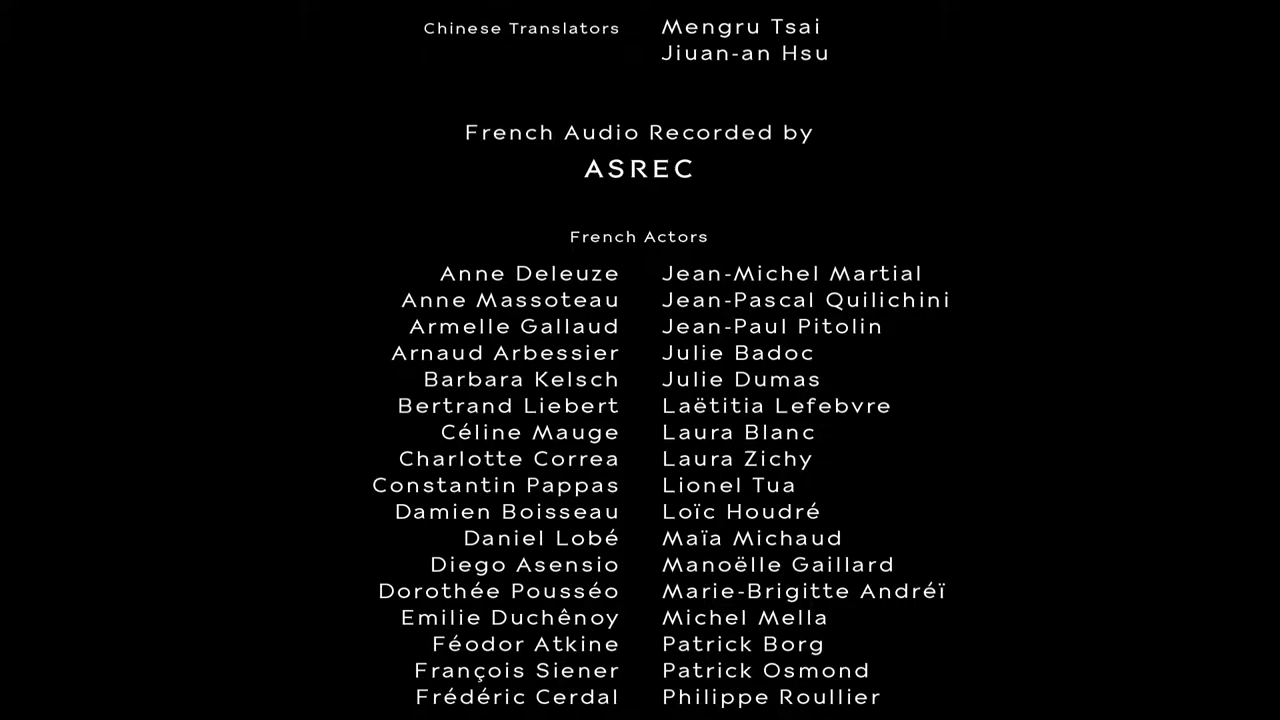 Chinese Translators Mengru Tsai
Jiuan-an Hsu
French Audio Recorded by
ASREC
French Actors
Anne Deleuze Jean-Michel Martial
Anne Massoteau Jean-Pascal Quilichini
Armelle Gallaud Jean-Paul Pitolin
Arnaud Arbessier Julie Badoc
Barbara Kelsch Julie Dumas
Bertrand Liebert Laëtitia Lefebvre
Céline Mauge Laura Blanc
Charlotte Correa Laura Zichy
Constantin Pappas Lionel Tua
Damien Boisseau Loïc Houdré
Daniel Lobé Maïa Michaud
Diego Asensio Manoëlle Gaillard
Dorothée Pousséo Marie-Brigitte Andréï
Emilie Duchênoy Michel Mella
Féodor Atkine Patrick Borg
François Siener Patrick Osmond
Frédéric Cerdal Philippe Roullier